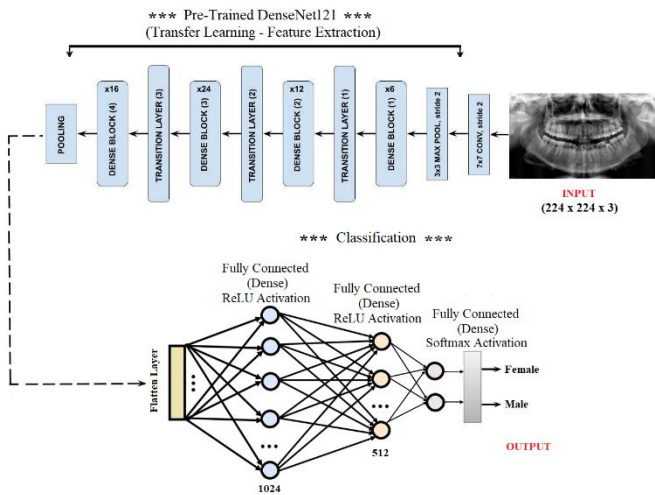 *** Pre-Trained DenseNet121 ***
(Transfer Learning - Feature Extraction)
POOLING
x16
DENSE BLOCK (4)
TRANSITION LAYER (3)
x24
DENSE BLOCK (3)
TRANSITION LAYER (2)
x12
DENSE BLOCK (2)
TRANSITION LAYER (1)
x6
DENSE BLOCK (1)
3x3 MAX POOL, stride 2
7x7 CONV, stride 2
INPUT
(224 x 224 x 3)
*** Classification ***
Fully Connected
(Dense)
ReLU Activation
Fully Connected
(Dense)
ReLU Activation
Fully Connected
(Dense)
Softmax Activation
Flatten Layer
Female
Male
OUTPUT
512
1024